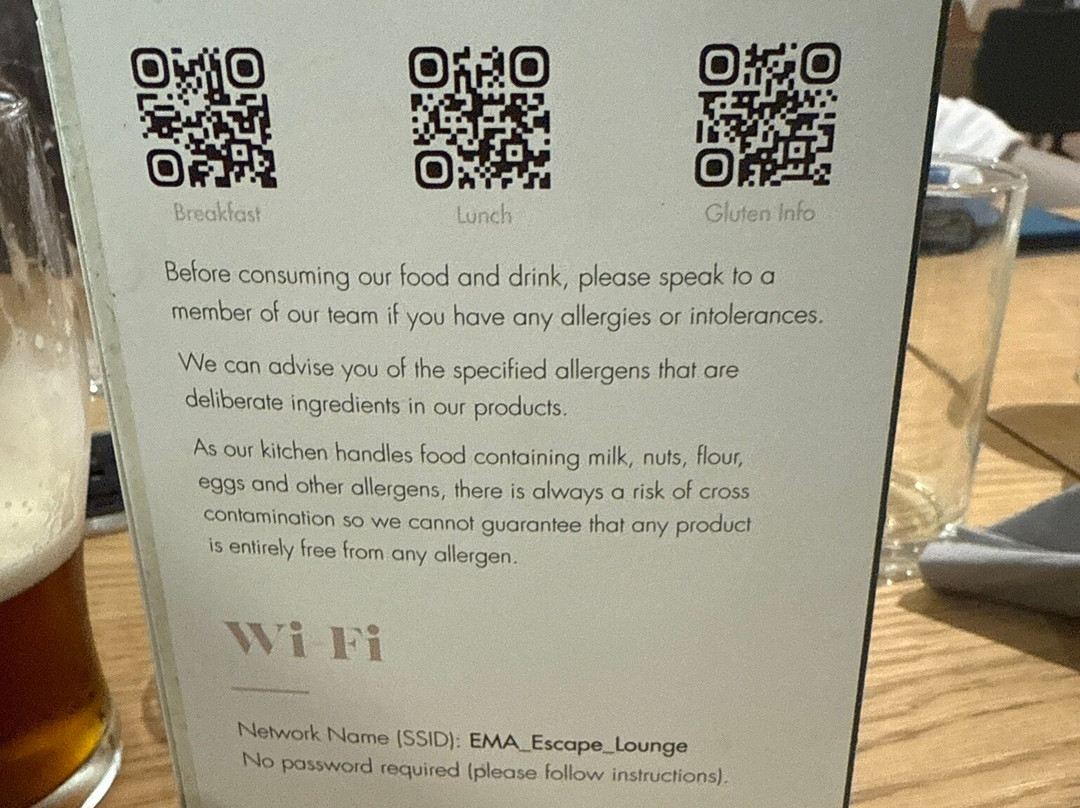 Breakfast
Lunch
Gluten Info
Before consuming our food and drink, please speak to a
member of our team if you have any allergies or intolerances.
We can advise you of the specified allergens that are
deliberate ingredients in our products.
As our kitchen handles food containing milk, nuts, flour,
eggs and other allergens, there is always a risk of cross
contamination so we cannot guarantee that any product
is entirely free from any allergen.
Wi-Fi
Network Name (SSID): EMA_Escape_Lounge
No password required (please follow instructions).